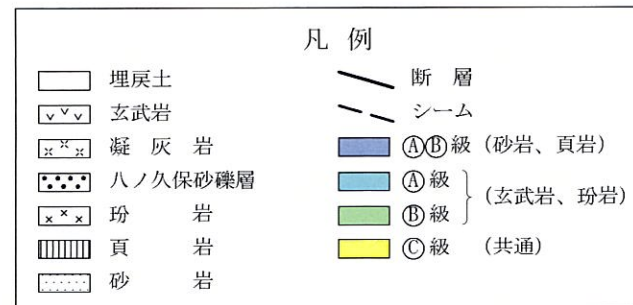 凡例
埋戻土
玄武岩
凝灰岩
八ノ久保砂礫層
玢岩
頁岩
砂岩
断層
シーム
ⒶⒷ級(砂岩、頁岩)
Ⓐ級
Ⓑ級
(玄武岩、玢岩)
Ⓒ級(共通)